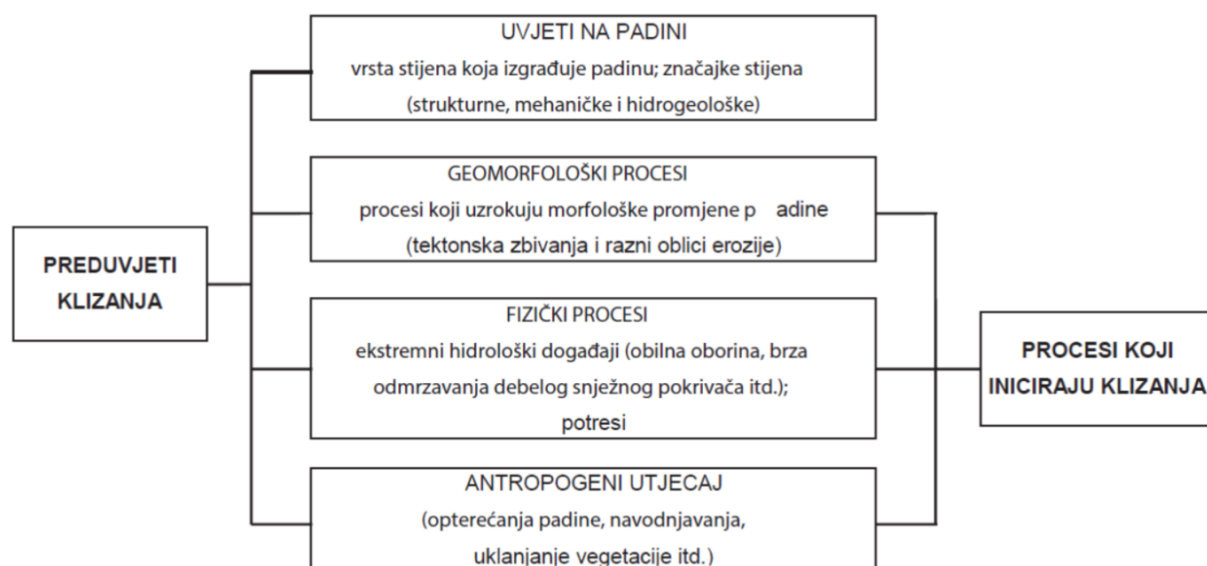 UVJETI NA PADINI
vrsta stijena koja izgrađuje padinu; značajke stijena
(strukturne, mehaničke i hidrogeološke)
GEOMORFOLOŠKI PROCESI
procesi koji uzrokuju morfološke promjene p adine
(tektonska zbivanja i razni oblici erozije)
PREDUVJETI
KLIZANJA
FIZIČKI PROCESI
ekstremni hidrološki događaji (obilna oborina, brza
odmrzavanja debelog snježnog pokrivača itd.);
potresi
PROCESI KOJI
INICIRAJU KLIZANJA
ANTROPOGENI UTJECAJ
(opterećanja padine, navodnjavanja,
uklanjanje vegetacije itd.)